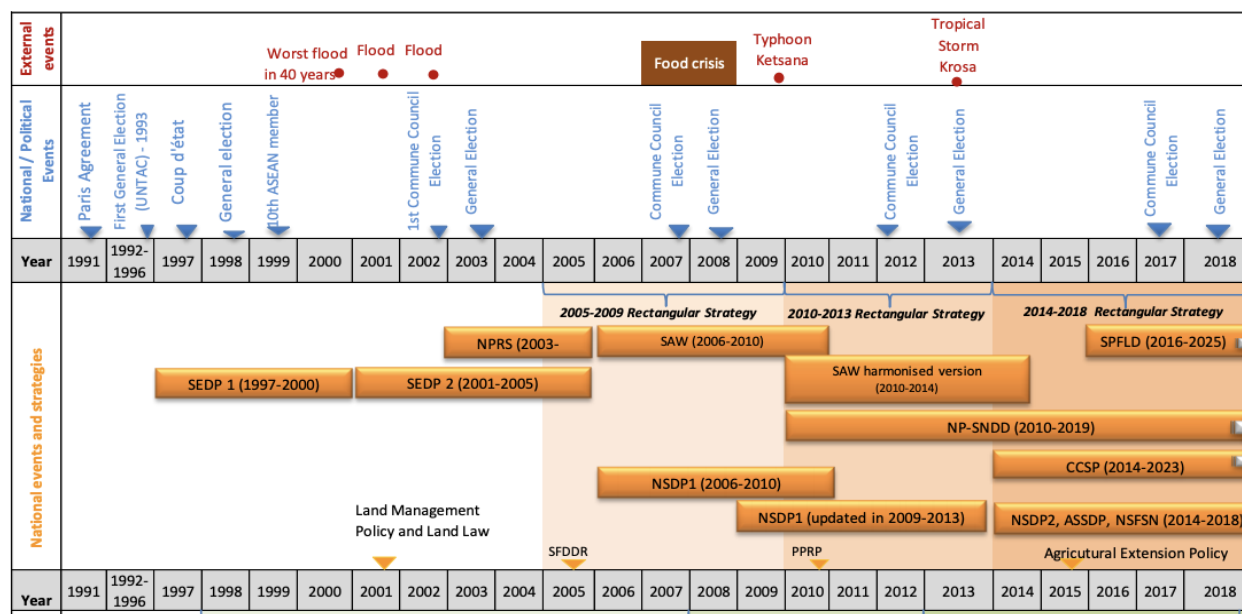 External
events
Worst flood
in 40 years
Flood
Flood
Food crisis
Typhoon
Ketsana
Tropical
Storm
Krosa
National / Political
Events
Paris Agreement
First General Election
(UNTAC) - 1993
Coup d'état
General election
10th ASEAN member
1st Commune Council
Election
General Election
Commune Council
Election
General Election
Commune Council
Election
General Election
Commune Council
Election
General Election
Year 1991 1992-1996 1997 1998 1999 2000 2001 2002 2003 2004 2005 2006 2007 2008 2009 2010 2011 2012 2013 2014 2015 2016 2017 2018
National events and strategies
2005-2009 Rectangular Strategy
2010-2013 Rectangular Strategy
2014-2018 Rectangular Strategy
NPRS (2003-
SAW (2006-2010)
SPFLD (2016-2025)
SEDP 1 (1997-2000)
SEDP 2 (2001-2005)
SAW harmonised version
(2010-2014)
NP-SNDD (2010-2019)
CCSP (2014-2023)
NSDP1 (2006-2010)
NSDP1 (updated in 2009-2013)
NSDP2, ASSDP, NSFSN (2014-2018)
Land Management
Policy and Land Law
SFDDR
PPRP
Agricutural Extension Policy
Year 1991 1992-1996 1997 1998 1999 2000 2001 2002 2003 2004 2005 2006 2007 2008 2009 2010 2011 2012 2013 2014 2015 2016 2017 2018